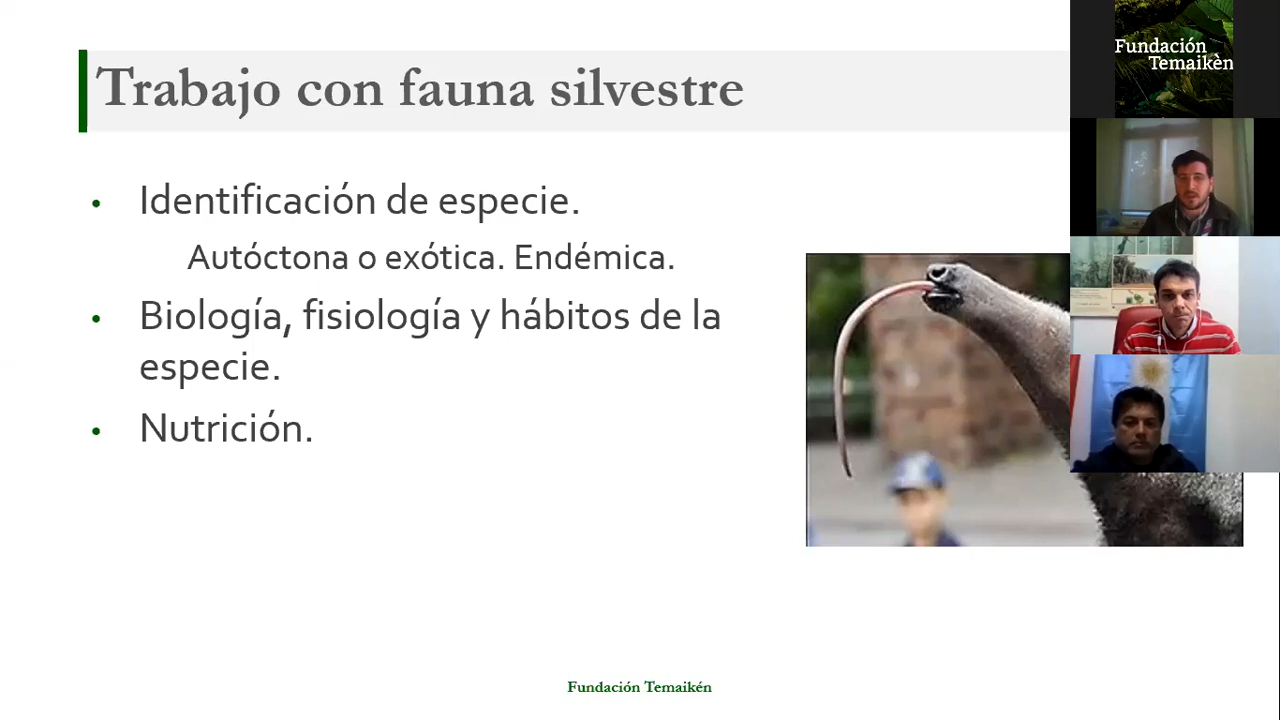 Trabajo con fauna silvestre
Fundación
Temaikèn
• Identificación de especie.
Autóctona o exótica. Endémica.
• Biología, fisiología y hábitos de la
especie.
• Nutrición.
Fundación Temaikén